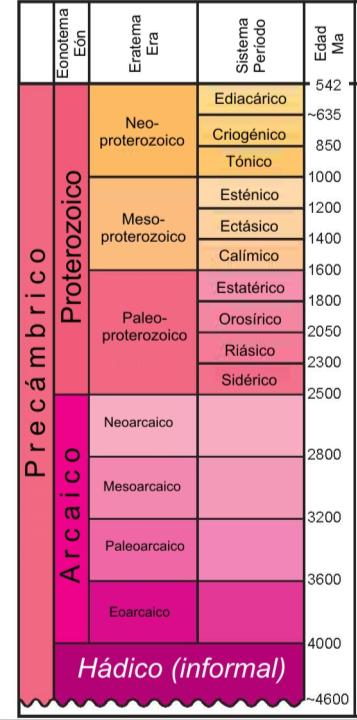 Eonotema
Eón
Eratema
Era
Sistema
Período
Edad
Ma
Precámbrico
Proterozoico
Neo-
proterozoico
Ediacárico
Criogénico
Tónico
Meso-
proterozoico
Esténico
Ectásico
Calímico
Paleo-
proterozoico
Estatérico
Orosírico
Riásico
Sidérico
Arcaico
Neoarcaico
Mesoarcaico
Paleoarcaico
Eoarcaico
Hádico (informal)
542
~635
850
1000
1200
1400
1600
1800
2050
2300
2500
2800
3200
3600
4000
~4600